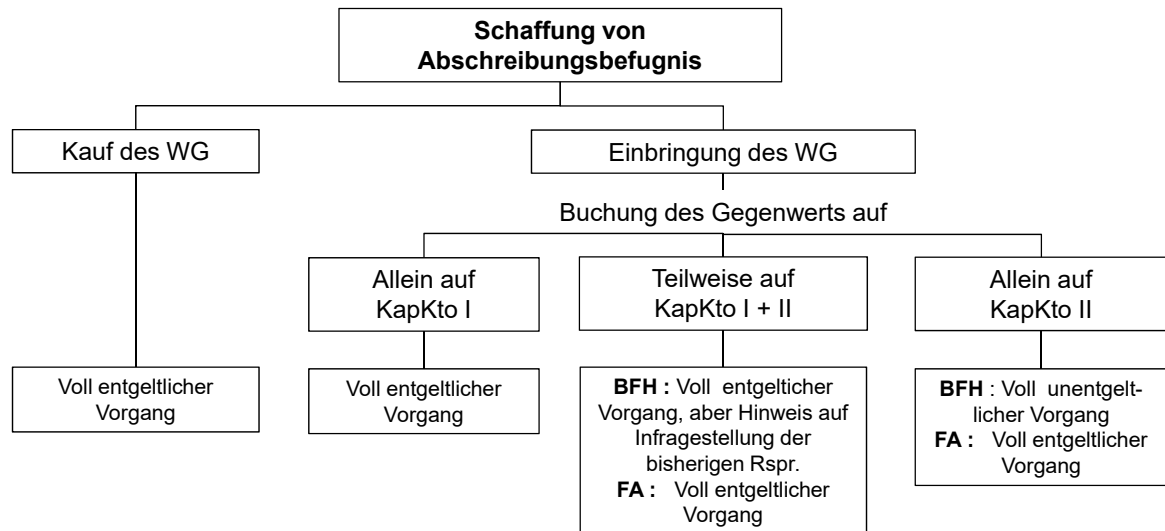 Schaffung von
Abschreibungsbefugnis
Kauf des WG
Einbringung des WG
Buchung des Gegenwerts auf
Allein auf
KapKto I
Teilweise auf
KapKto I + II
Allein auf
KapKto II
Voll entgeltlicher
Vorgang
Voll entgeltlicher
Vorgang
BFH : Voll entgelticher
Vorgang, aber Hinweis auf
Infragestellung der
bisherigen Rspr.
FA : Voll entgeltlicher
Vorgang
BFH : Voll unentgelt-
licher Vorgang
FA : Voll entgeltlicher
Vorgang